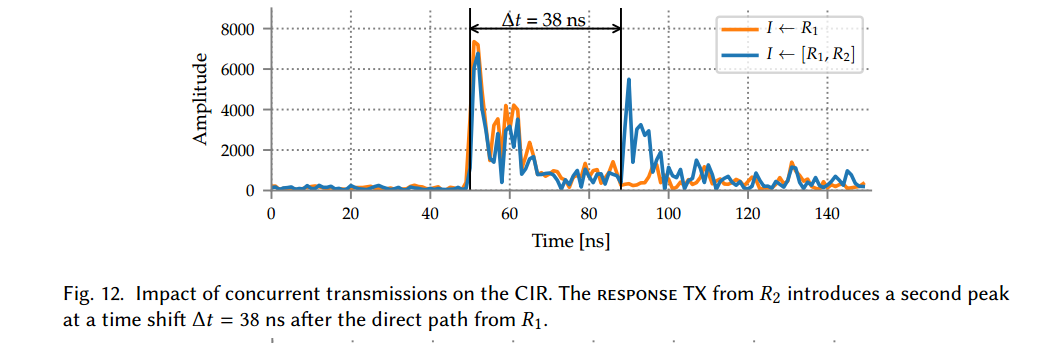 8000
6000
4000
2000
0
Amplitude
Δt = 38 ns
I ← R₁
I ← [R₁, R₂]
0 20 40 60 80 100 120 140
Time [ns]
Fig. 12. Impact of concurrent transmissions on the CIR. The RESPONSE TX from R₂ introduces a second peak
at a time shift Δt = 38 ns after the direct path from R₁.